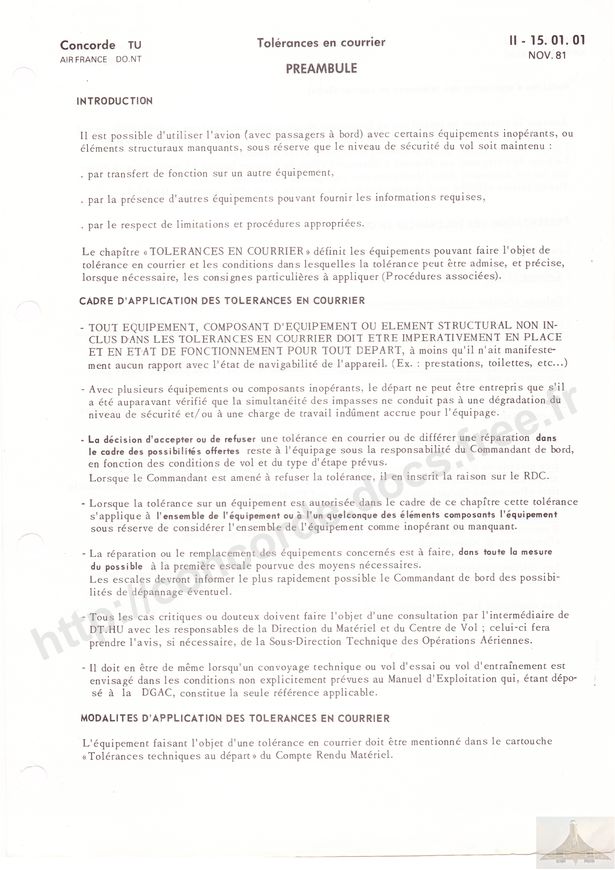 Concorde TU
AIR FRANCE DO.NT
Tolérances en courrier
PREAMBULE
II - 15. 01. 01
NOV. 81
INTRODUCTION
Il est possible d'utiliser l'avion (avec passagers à bord) avec certains équipements inopérants, ou
éléments structuraux manquants, sous réserve que le niveau de sécurité du vol soit maintenu :
. par transfert de fonction sur un autre équipement,
. par la présence d'autres équipements pouvant fournir les informations requises,
. par le respect de limitations et procédures appropriées.
Le chapître « TOLERANCES EN COURRIER » définit les équipements pouvant faire l'objet de
tolérance en courrier et les conditions dans lesquelles la tolérance peut être admise, et précise,
lorsque nécessaire, les consignes particulières à appliquer (Procédures associées).
CADRE D'APPLICATION DES TOLERANCES EN COURRIER
- TOUT EQUIPEMENT, COMPOSANT D'EQUIPEMENT OU ELEMENT STRUCTURAL NON IN-
CLUS DANS LES TOLERANCES EN COURRIER DOIT ETRE IMPERATIVEMENT EN PLACE
ET EN ETAT DE FONCTIONNEMENT POUR TOUT DEPART, à moins qu'il n'ait manifeste-
ment aucun rapport avec l'état de navigabilité de l'appareil. (Ex. : prestations, toilettes, etc...)
- Avec plusieurs équipements ou composants inopérants, le départ ne peut être entrepris que s'il
a été auparavant vérifié que la simultanéité des impasses ne conduit pas à une dégradation du
niveau de sécurité et/ou à une charge de travail indûment accrue pour l'équipage.
- La décision d'accepter ou de refuser une tolérance en courrier ou de différer une réparation dans
le cadre des possibilités offertes reste à l'équipage sous la responsabilité du Commandant de bord,
en fonction des conditions de vol et du type d'étape prévus.
Lorsque le Commandant est amené à refuser la tolérance, il en inscrit la raison sur le RDC.
- Lorsque la tolérance sur un équipement est autorisée dans le cadre de ce chapître cette tolérance
s'applique à l'ensemble de l'équipement ou à l'un quelconque des éléments composants l'équipement
sous réserve de considérer l'ensemble de l'équipement comme inopérant ou manquant.
- La réparation ou le remplacement des équipements concernés est à faire, dans toute la mesure
du possible à la première escale pourvue des moyens nécessaires.
Les escales devront informer le plus rapidement possible le Commandant de bord des possibi-
lités de dépannage éventuel.
- Tous les cas critiques ou douteux doivent faire l'objet d'une consultation par l'intermédiaire de
DT.HU avec les responsables de la Direction du Matériel et du Centre de Vol ; celui-ci fera
prendre l'avis, si nécessaire, de la Sous-Direction Technique des Opérations Aériennes.
- Il doit en être de même lorsqu'un convoyage technique ou vol d'essai ou vol d'entraînement est
envisagé dans les conditions non explicitement prévues au Manuel d'Exploitation qui, étant dépo-
sé à la DGAC, constitue la seule référence applicable.
MODALITES D'APPLICATION DES TOLERANCES EN COURRIER
L'équipement faisant l'objet d'une tolérance en courrier doit être mentionné dans le cartouche
« Tolérances techniques au départ » du Compte Rendu Matériel.
http://concorde-docs.free.fr